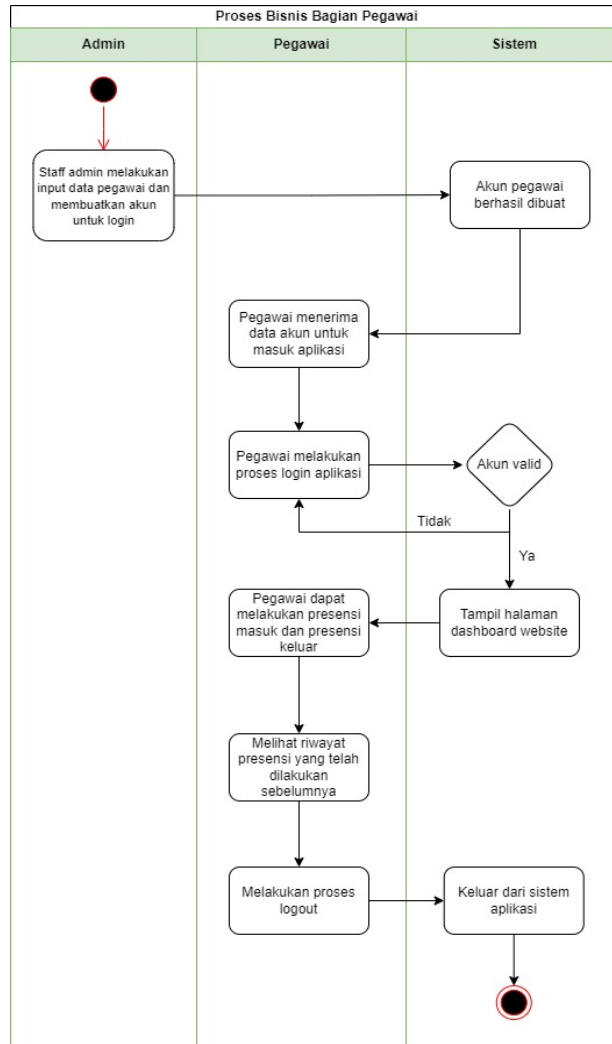 Proses Bisnis Bagian Pegawai
Admin
Pegawai
Sistem
Staff admin melakukan
input data pegawai dan
membuatkan akun
untuk login
Akun pegawai
berhasil dibuat
Pegawai menerima
data akun untuk
masuk aplikasi
Pegawai melakukan
proses login aplikasi
Akun valid
Tidak
Ya
Pegawai dapat
melakukan presensi
masuk dan presensi
keluar
Tampil halaman
dashboard website
Melihat riwayat
presensi yang telah
dilakukan
sebelumnya
Melakukan proses
logout
Keluar dari sistem
aplikasi